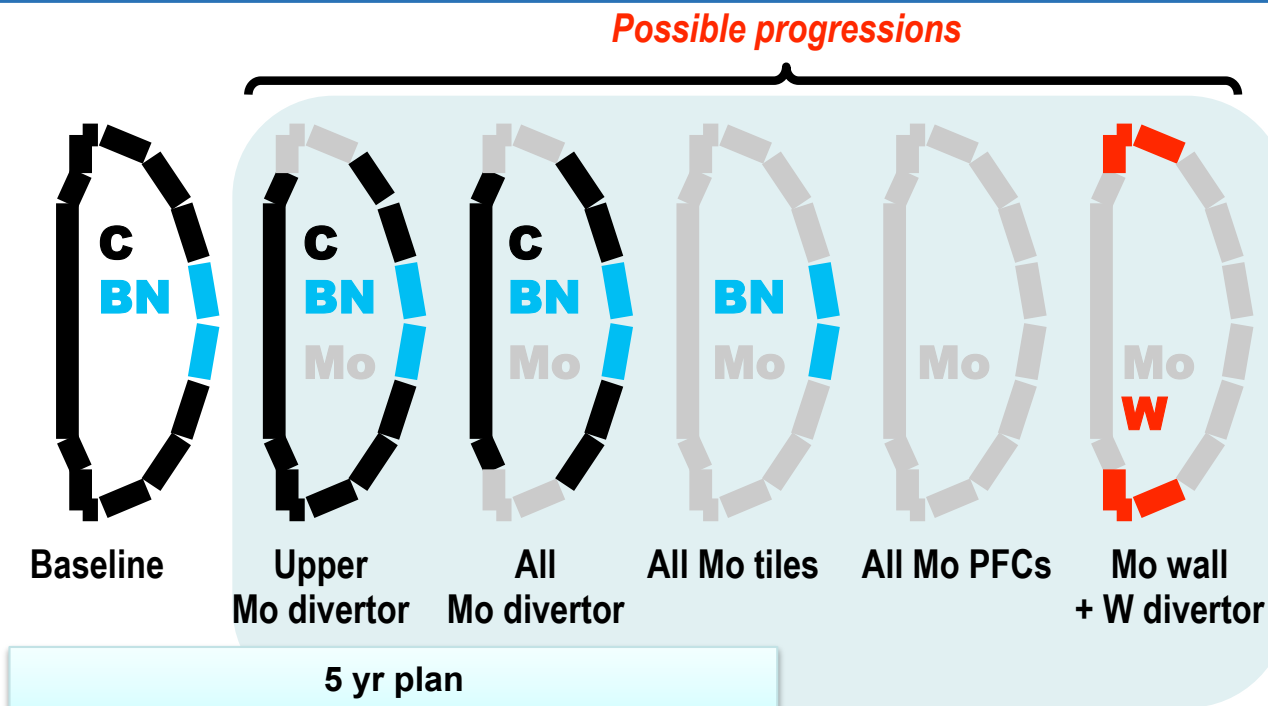 Possible progressions
C
BN
C
BN
Mo
C
BN
Mo
BN
Mo
Mo
Mo
W
Baseline
Upper
Mo divertor
All
Mo divertor
All Mo tiles
All Mo PFCs
Mo wall
+ W divertor
5 yr plan